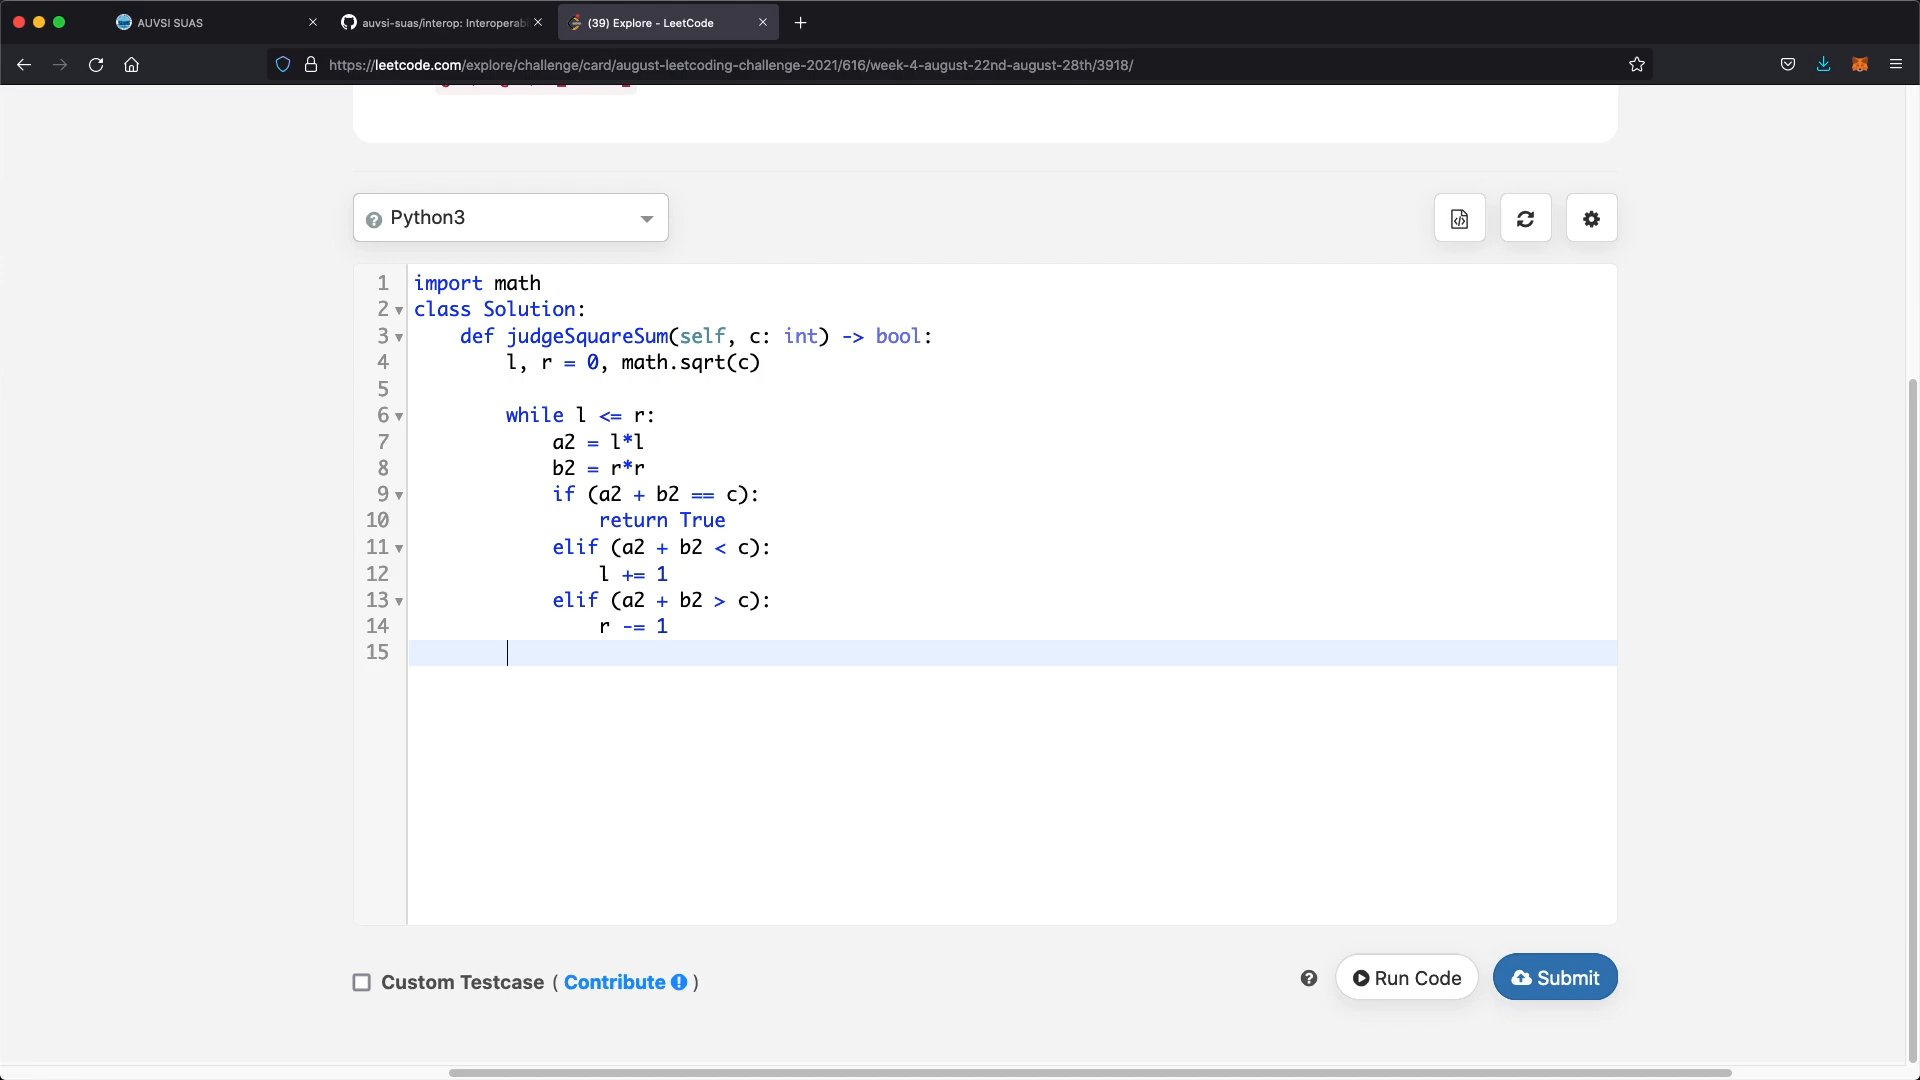 AUVSI SUAS
auvsi-suas/interop: Interoperabi
(39) Explore - LeetCode
https://leetcode.com/explore/challenge/card/august-leetcoding-challenge-2021/616/week-4-august-22nd-august-28th/3918/
Python3
1 import math
2 class Solution:
3 def judgeSquareSum(self, c: int) -> bool:
4 l, r = 0, math.sqrt(c)
5
6 while l <= r:
7 a2 = l*l
8 b2 = r*r
9 if (a2 + b2 == c):
10 return True
11 elif (a2 + b2 < c):
12 l += 1
13 elif (a2 + b2 > c):
14 r -= 1
15
Custom Testcase ( Contribute )
Run Code
Submit